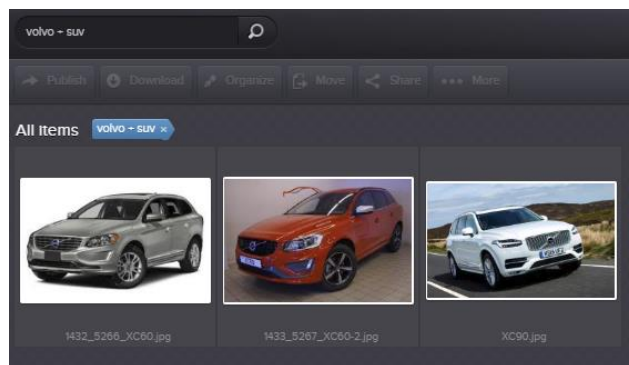 volvo + suv
Publish Download Organize Move Share More
All items volvo + suv ×
1432_5266_XC60.jpg 1433_5267_XC60-2.jpg XC90.jpg